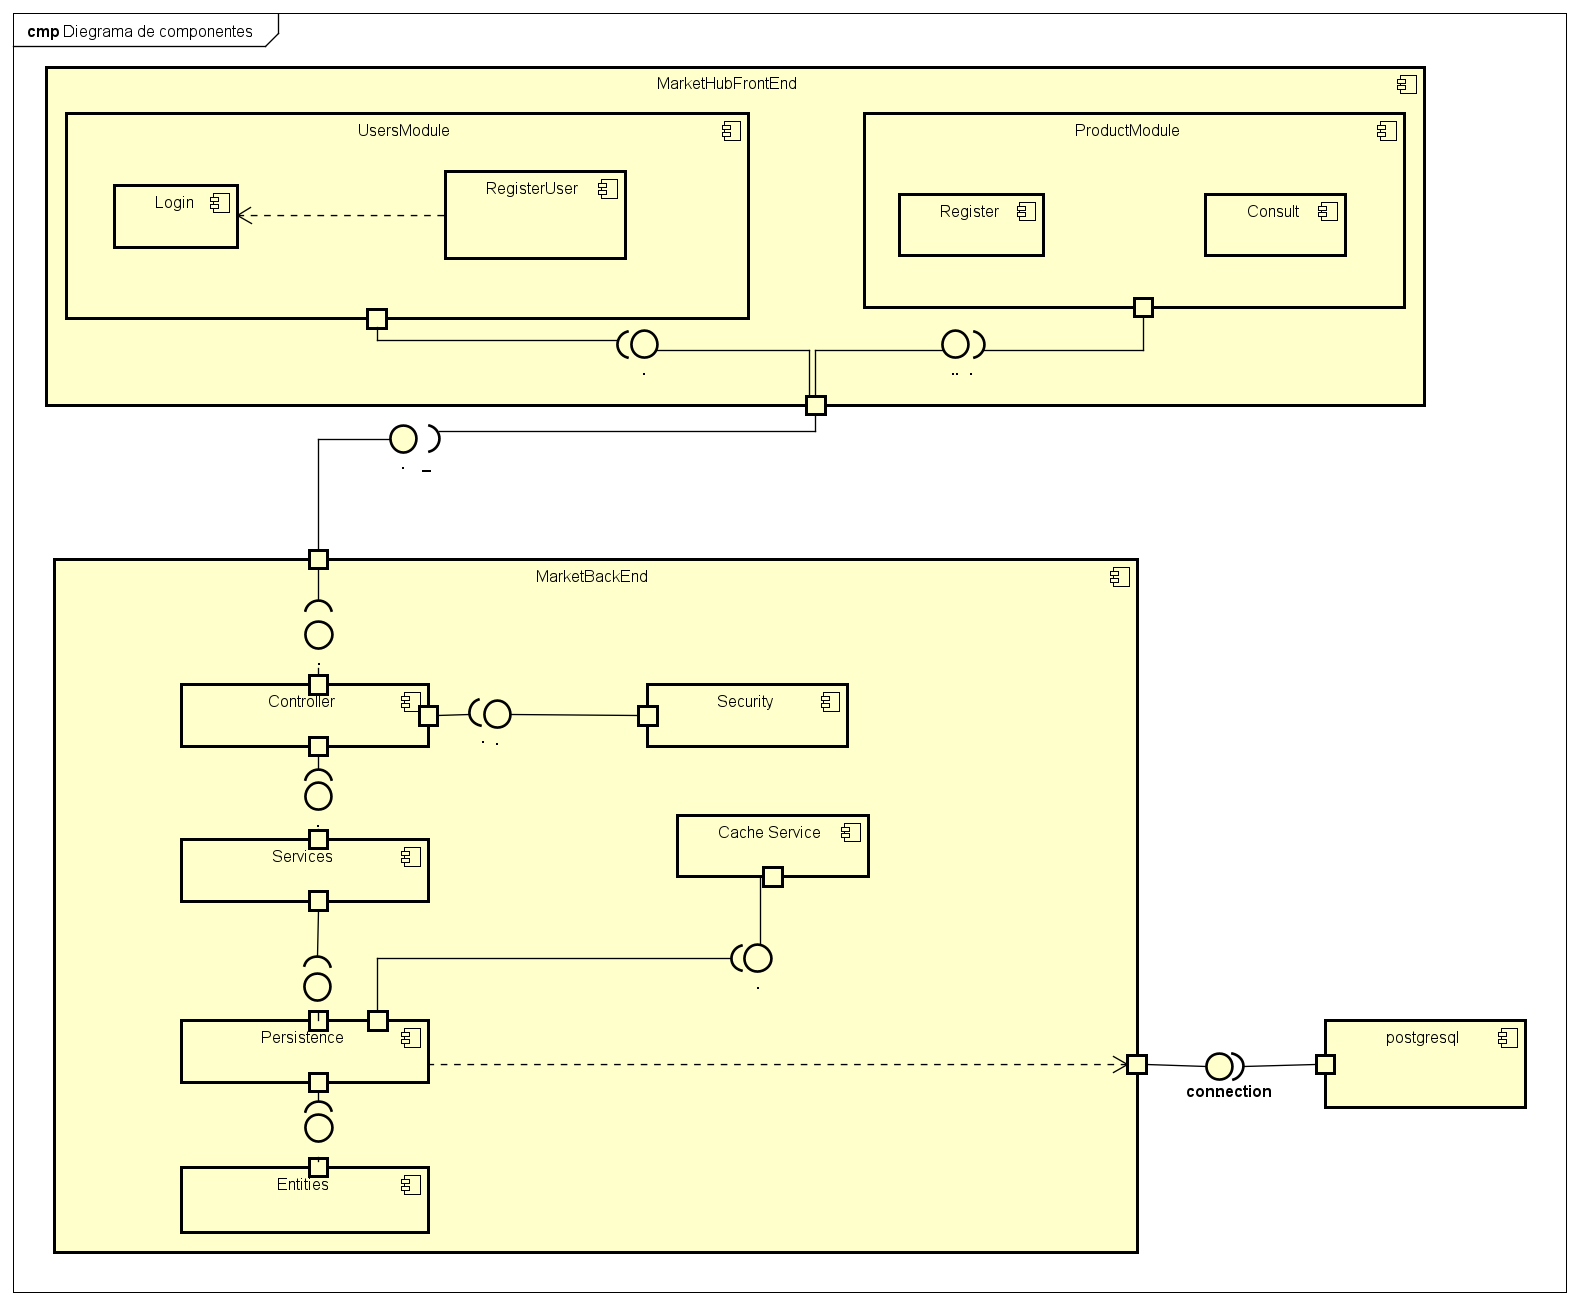 cmp Diegrama de componentes
MarketHubFrontEnd
UsersModule
ProductModule
Login
RegisterUser
Register
Consult
MarketBackEnd
Controller
Security
Cache Service
Services
Persistence
postgresql
connection
Entities